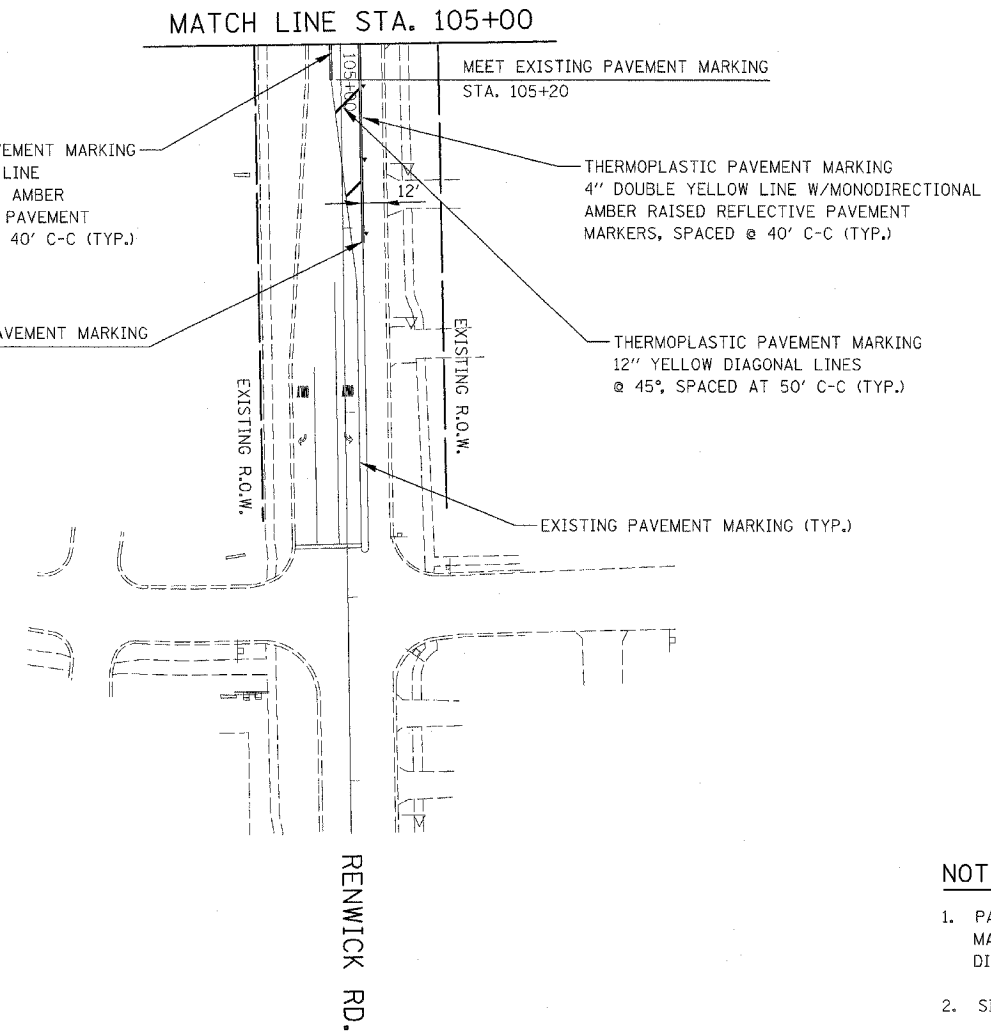 MATCH LINE STA. 105+00
105+00
MEET EXISTING PAVEMENT MARKING
STA. 105+20
VEMENT MARKING
LINE
AMBER
PAVEMENT
40' C-C (TYP.)
THERMOPLASTIC PAVEMENT MARKING
4" DOUBLE YELLOW LINE W/MONODIRECTIONAL
AMBER RAISED REFLECTIVE PAVEMENT
MARKERS, SPACED @ 40' C-C (TYP.)
12'
AVEMENT MARKING
THERMOPLASTIC PAVEMENT MARKING
12" YELLOW DIAGONAL LINES
@ 45°, SPACED AT 50' C-C (TYP.)
EXISTING R.O.W.
EXISTING R.O.W.
EXISTING PAVEMENT MARKING (TYP.)
RENWICK RD.
NOT
1. PA
MA
DI
2. S